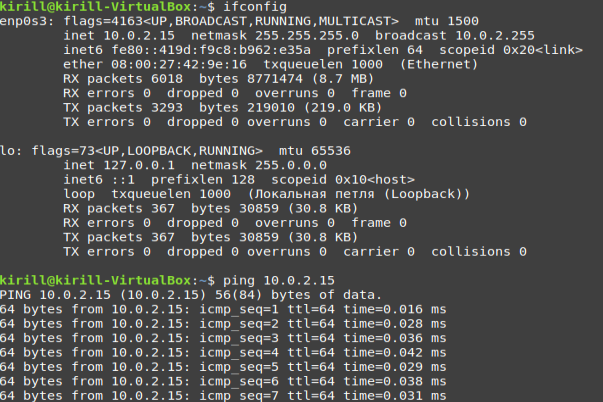 kirill@kirill-VirtualBox:~$ ifconfig
enp0s3: flags=4163<UP,BROADCAST,RUNNING,MULTICAST>  mtu 1500
        inet 10.0.2.15  netmask 255.255.255.0  broadcast 10.0.2.255
        inet6 fe80::419d:f9c8:b962:e35a  prefixlen 64  scopeid 0x20<link>
        ether 08:00:27:42:9e:16  txqueuelen 1000  (Ethernet)
        RX packets 6018  bytes 8771474 (8.7 MB)
        RX errors 0  dropped 0  overruns 0  frame 0
        TX packets 3293  bytes 219010 (219.0 KB)
        TX errors 0  dropped 0 overruns 0  carrier 0  collisions 0
lo: flags=73<UP,LOOPBACK,RUNNING>  mtu 65536
        inet 127.0.0.1  netmask 255.0.0.0
        inet6 ::1  prefixlen 128  scopeid 0x10<host>
        loop  txqueuelen 1000  (Локальная петля (Loopback))
        RX packets 367  bytes 30859 (30.8 KB)
        RX errors 0  dropped 0  overruns 0  frame 0
        TX packets 367  bytes 30859 (30.8 KB)
        TX errors 0  dropped 0 overruns 0  carrier 0  collisions 0
kirill@kirill-VirtualBox:~$ ping 10.0.2.15
PING 10.0.2.15 (10.0.2.15) 56(84) bytes of data.
64 bytes from 10.0.2.15: icmp_seq=1 ttl=64 time=0.016 ms
64 bytes from 10.0.2.15: icmp_seq=2 ttl=64 time=0.028 ms
64 bytes from 10.0.2.15: icmp_seq=3 ttl=64 time=0.036 ms
64 bytes from 10.0.2.15: icmp_seq=4 ttl=64 time=0.042 ms
64 bytes from 10.0.2.15: icmp_seq=5 ttl=64 time=0.029 ms
64 bytes from 10.0.2.15: icmp_seq=6 ttl=64 time=0.038 ms
64 bytes from 10.0.2.15: icmp_seq=7 ttl=64 time=0.031 ms